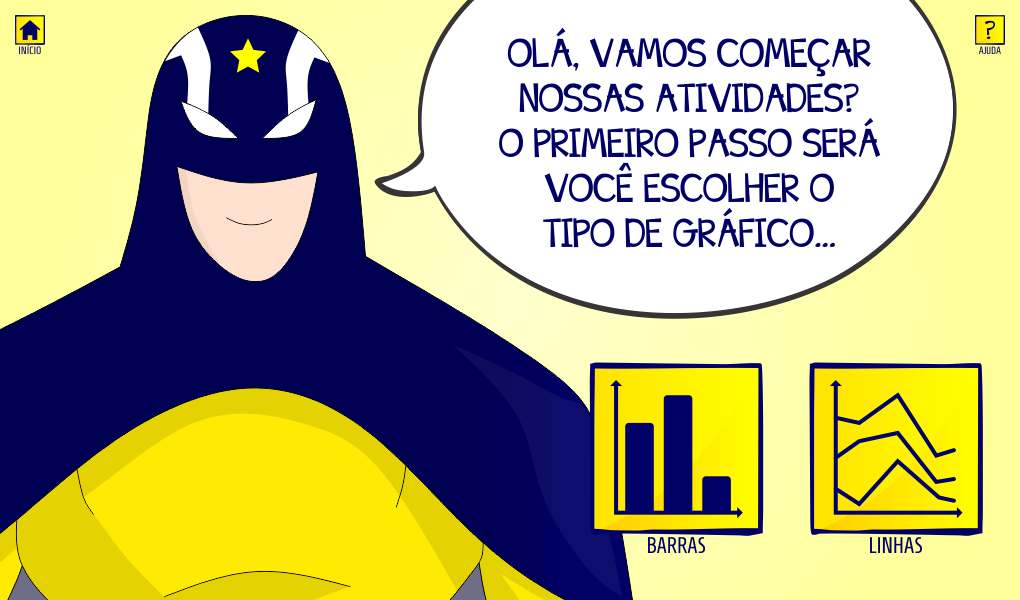 INÍCIO
?
AJUDA
OLÁ, VAMOS COMEÇAR
NOSSAS ATIVIDADES?
O PRIMEIRO PASSO SERÁ
VOCÊ ESCOLHER O
TIPO DE GRÁFICO...
BARRAS
LINHAS